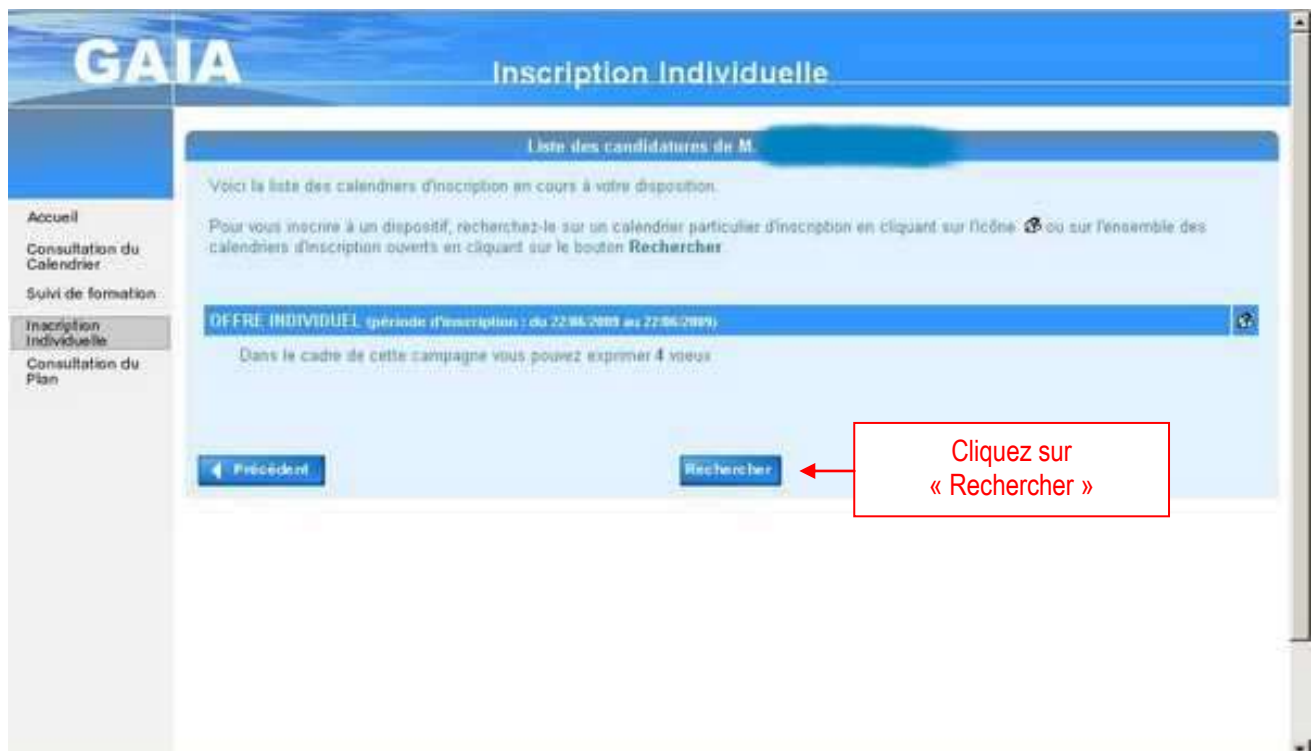 GAIA
Inscription Individuelle
Liste des candidatures de M.
Voici la liste des calendriers d'inscription en cours à votre disposition.
Pour vous inscrire à un dispositif, recherchez-le sur un calendrier particulier d'inscription en cliquant sur l'icône ou sur l'ensemble des
calendriers d'inscription ouverts en cliquant sur le bouton Rechercher
Accueil
Consultation du
Calendrier
Suivi de formation
Inscription
Individuelle
Consultation du
Plan
OFFRE INDIVIDUEL (période d'inscription : du 22/06/2009 au 22/06/2009)
Dans le cadre de cette campagne vous pouvez exprimer 4 voeux
Précédent
Rechercher
Cliquez sur
« Rechercher »